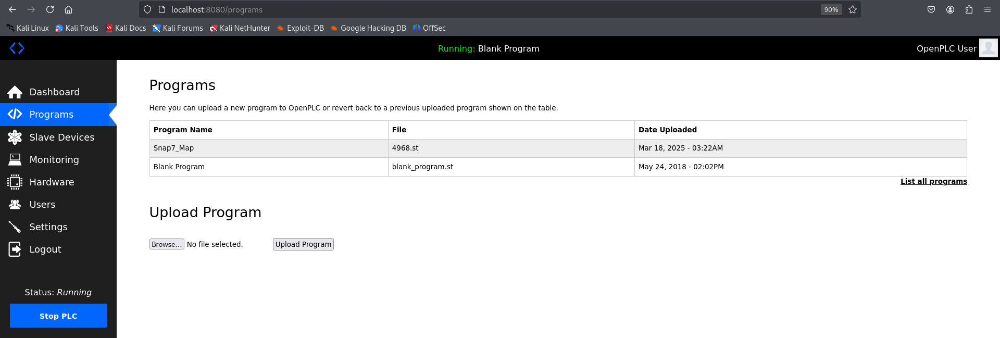 localhost:8080/programs
90%
Kali Linux Kali Tools Kali Docs Kali Forums Kali NetHunter Exploit-DB Google Hacking DB OffSec
Running: Blank Program
OpenPLC User
Dashboard
Programs
Slave Devices
Monitoring
Hardware
Users
Settings
Logout
Status: Running
Stop PLC
Programs
Here you can upload a new program to OpenPLC or revert back to a previous uploaded program shown on the table.
Program Name File Date Uploaded
Snap7_Map 4968.st Mar 18, 2025 - 03:22AM
Blank Program blank_program.st May 24, 2018 - 02:02PM
List all programs
Upload Program
Browse... No file selected. Upload Program